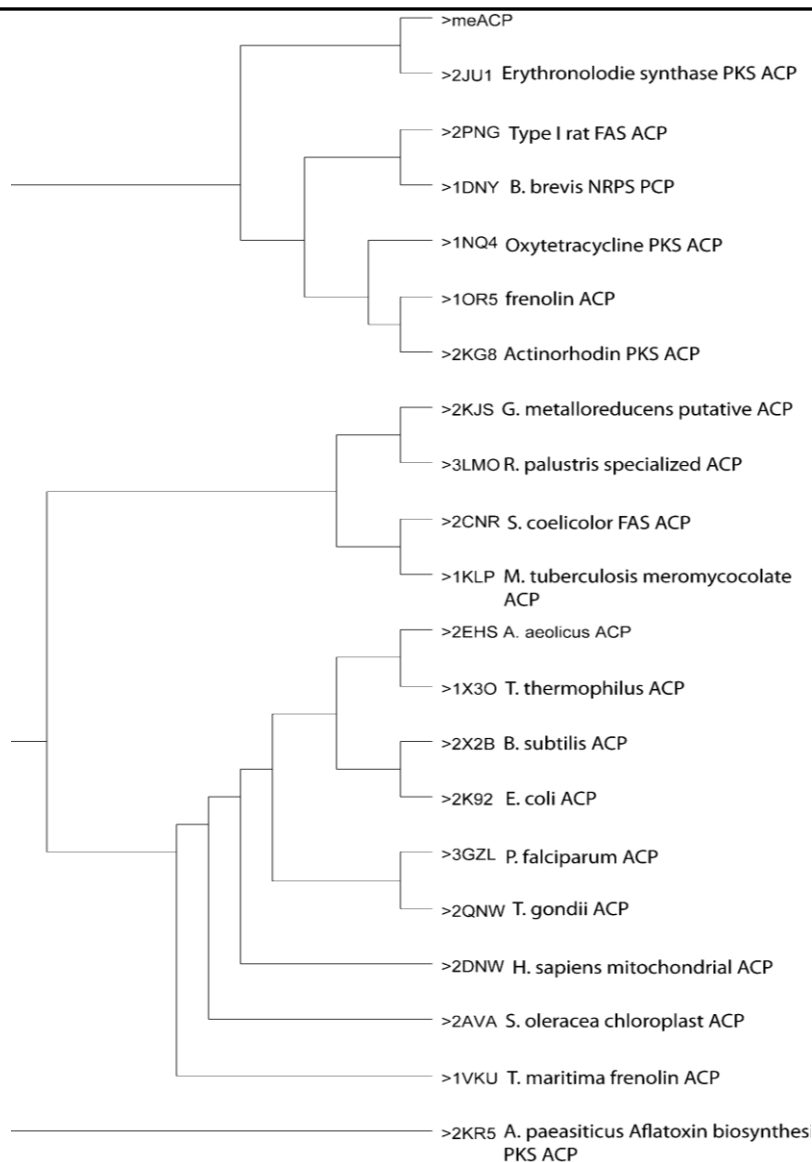 >meACP
>2JU1 Erythronolodie synthase PKS ACP
>2PNG Type I rat FAS ACP
>1DNY B. brevis NRPS PCP
>1NQ4 Oxytetracycline PKS ACP
>1OR5 frenolin ACP
>2KG8 Actinorhodin PKS ACP
>2KJS G. metalloreducens putative ACP
>3LMO R. palustris specialized ACP
>2CNR S. coelicolor FAS ACP
>1KLP M. tuberculosis meromycocolate
ACP
>2EHS A. aeolicus ACP
>1X3O T. thermophilus ACP
>2X2B B. subtilis ACP
>2K92 E. coli ACP
>3GZL P. falciparum ACP
>2QNW T. gondii ACP
>2DNW H. sapiens mitochondrial ACP
>2AVA S. oleracea chloroplast ACP
>1VKU T. maritima frenolin ACP
>2KR5 A. paeasiticus Aflatoxin biosynthesi
PKS ACP